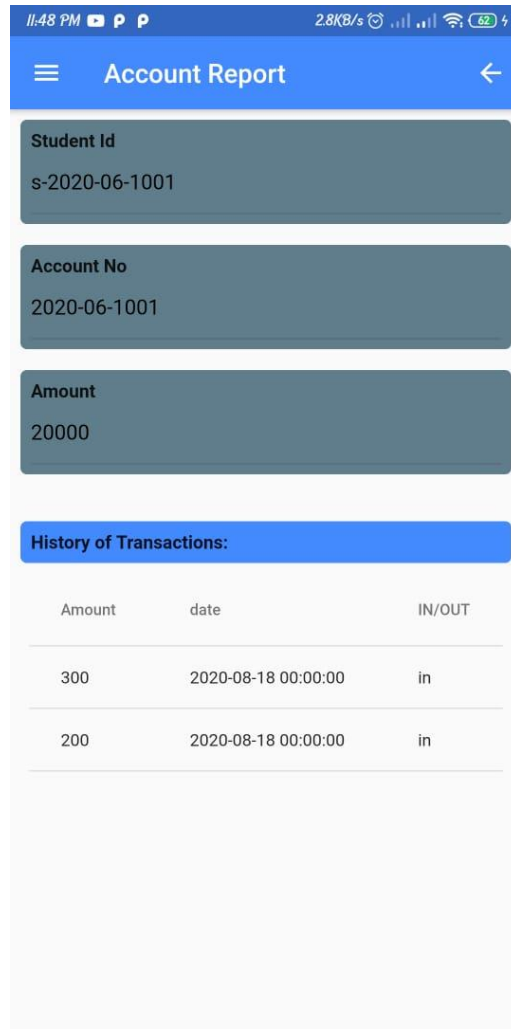 11:48 PM 2.8KB/s 62
Account Report
Student Id
s-2020-06-1001
Account No
2020-06-1001
Amount
20000
History of Transactions:
Amount date IN/OUT
300 2020-08-18 00:00:00 in
200 2020-08-18 00:00:00 in